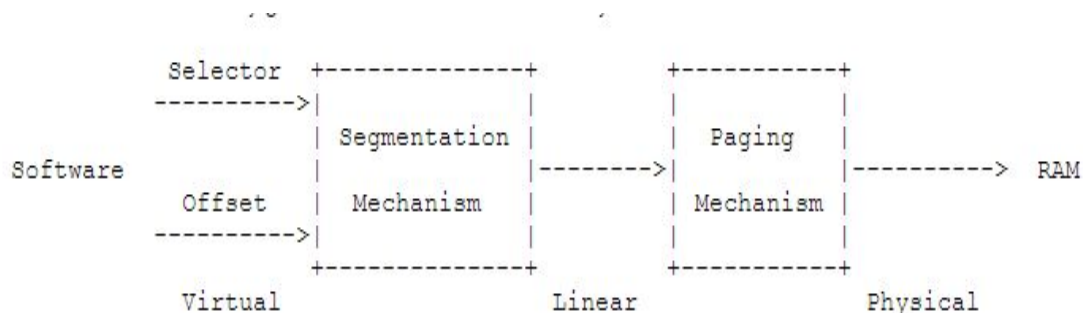 Selector +---------------+ +------------+
---------->| | | |
| Segmentation | | Paging |
Software | |-------->| |----------> RAM
Offset | Mechanism | | Mechanism |
---------->| | | |
+---------------+ +------------+
Virtual Linear Physical